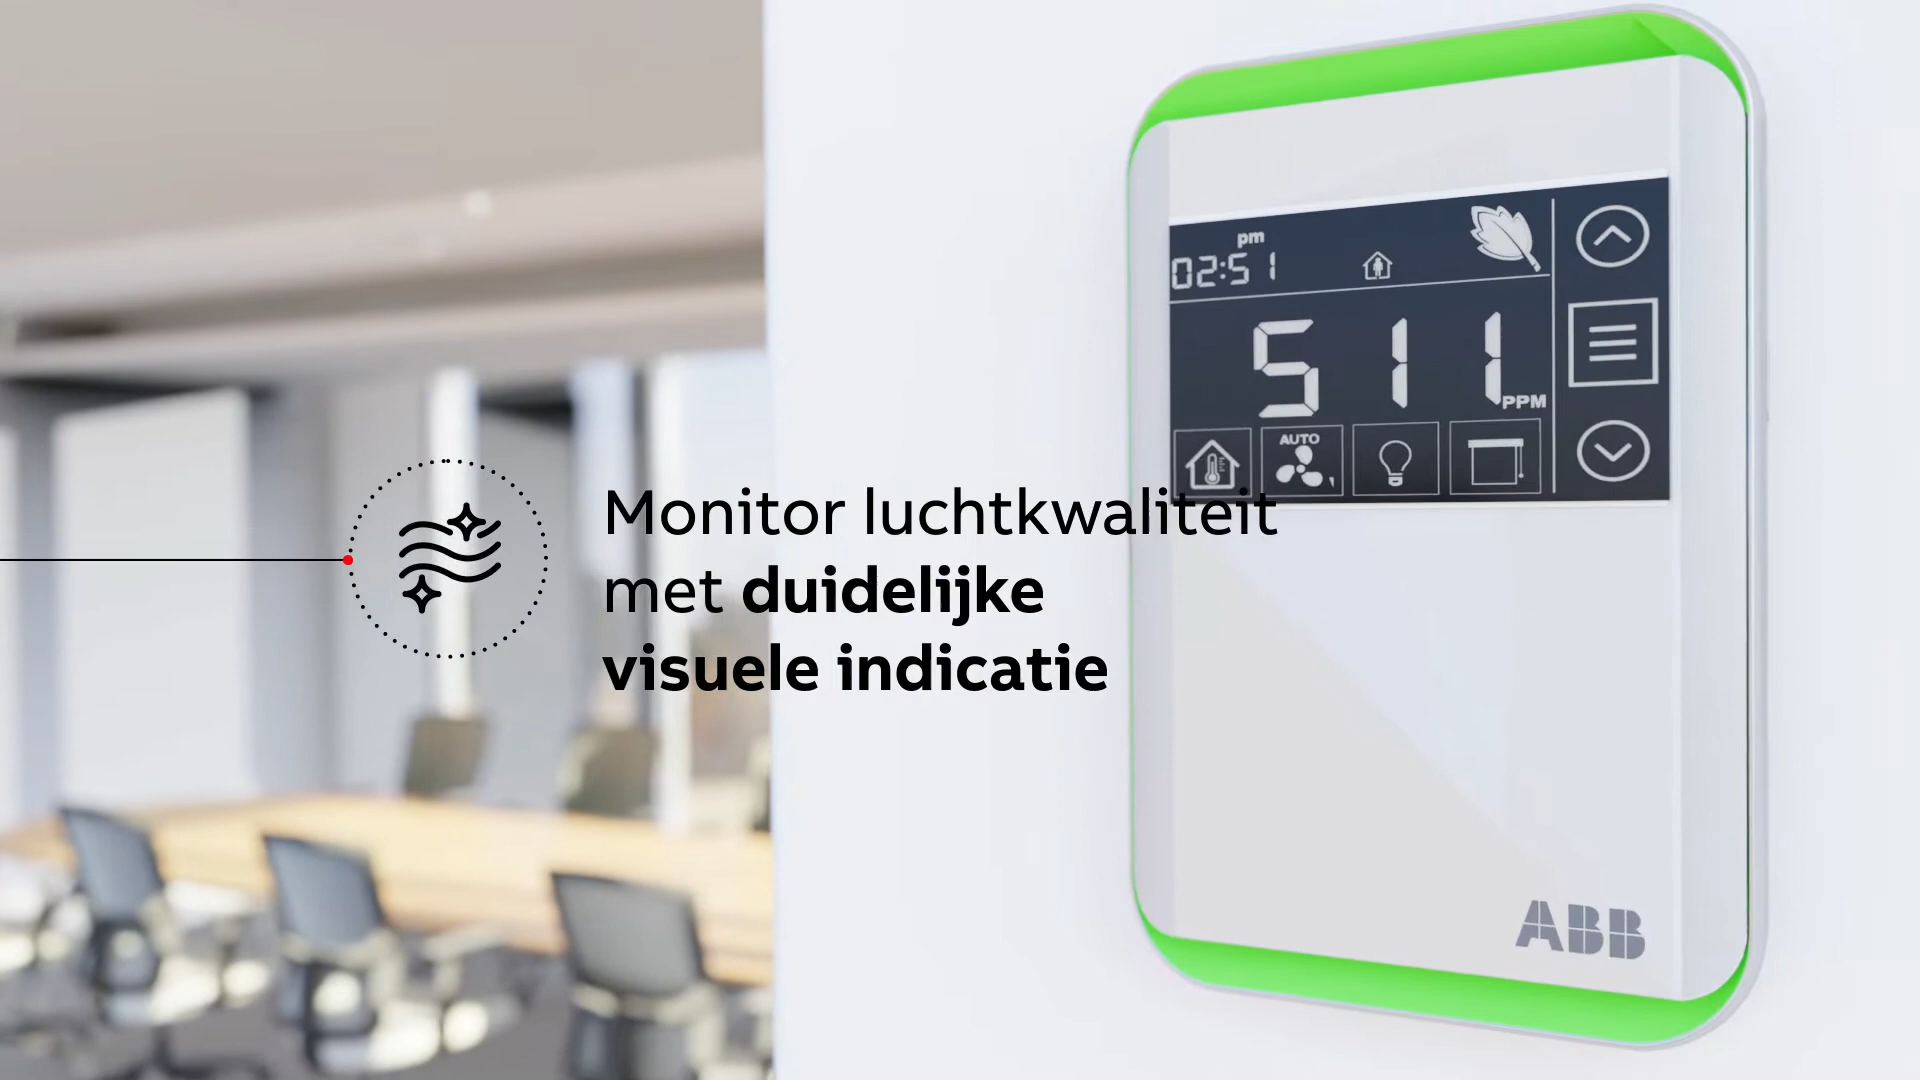 pm
02:51
511
PPM
AUTO
Monitor luchtkwaliteit
met duidelijke
visuele indicatie
ABB